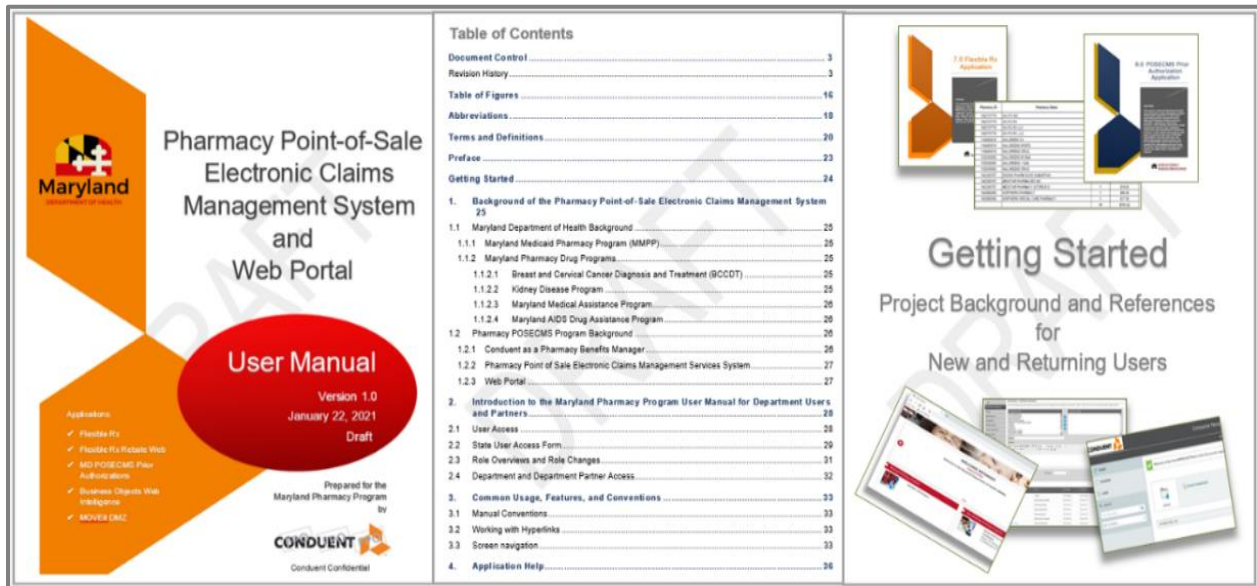 Maryland
DEPARTMENT OF HEALTH
Pharmacy Point-of-Sale
Electronic Claims
Management System
and
Web Portal
User Manual
Version 1.0
January 22, 2021
Draft
Applications
✓ Flexible Rx
✓ Flexible Rx Rebate Web
✓ MD POSECMS Prior
Authorizations
✓ Business Objects Web
Intelligence
✓ MOVEit DMZ
Prepared for the
Maryland Pharmacy Program
by
CONDUENT
Conduent Confidential
DRAFT
Table of Contents
Document Control 3
Revision History 3
Table of Figures 16
Abbreviations 18
Terms and Definitions 20
Preface 23
Getting Started 24
1. Background of the Pharmacy Point-of-Sale Electronic Claims Management System
25
1.1 Maryland Department of Health Background 25
1.1.1 Maryland Medicaid Pharmacy Program (MMPP) 25
1.1.2 Maryland Pharmacy Drug Programs 25
1.1.2.1 Breast and Cervical Cancer Diagnosis and Treatment (BCCDT) 25
1.1.2.2 Kidney Disease Program 25
1.1.2.3 Maryland Medical Assistance Program 26
1.1.2.4 Maryland AIDS Drug Assistance Program 26
1.2 Pharmacy POSECMS Program Background 26
1.2.1 Conduent as a Pharmacy Benefits Manager 26
1.2.2 Pharmacy Point of Sale Electronic Claims Management Services System 27
1.2.3 Web Portal 27
2. Introduction to the Maryland Pharmacy Program User Manual for Department Users
and Partners 28
2.1 User Access 28
2.2 State User Access Form 29
2.3 Role Overviews and Role Changes 31
2.4 Department and Department Partner Access 32
3. Common Usage, Features, and Conventions 33
3.1 Manual Conventions 33
3.2 Working with Hyperlinks 33
3.3 Screen navigation 33
4. Application Help 36
DRAFT
7.0 Flexible Rx
Application
8.0 POSECMS Prior
Authorization
Application
Getting Started
Project Background and References
for
New and Returning Users
CONDUENT
DRAFT